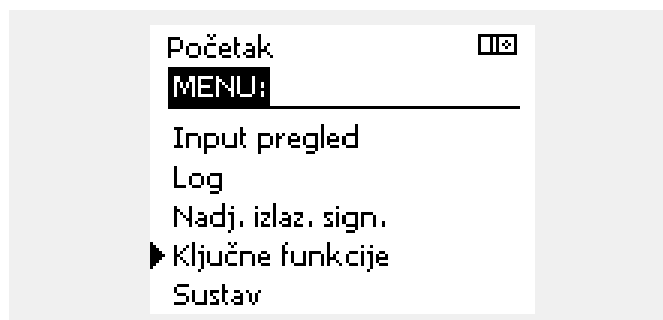 Početak
MENU:
Input pregled
Log
Nadj. izlaz. sign.
Ključne funkcije
Sustav